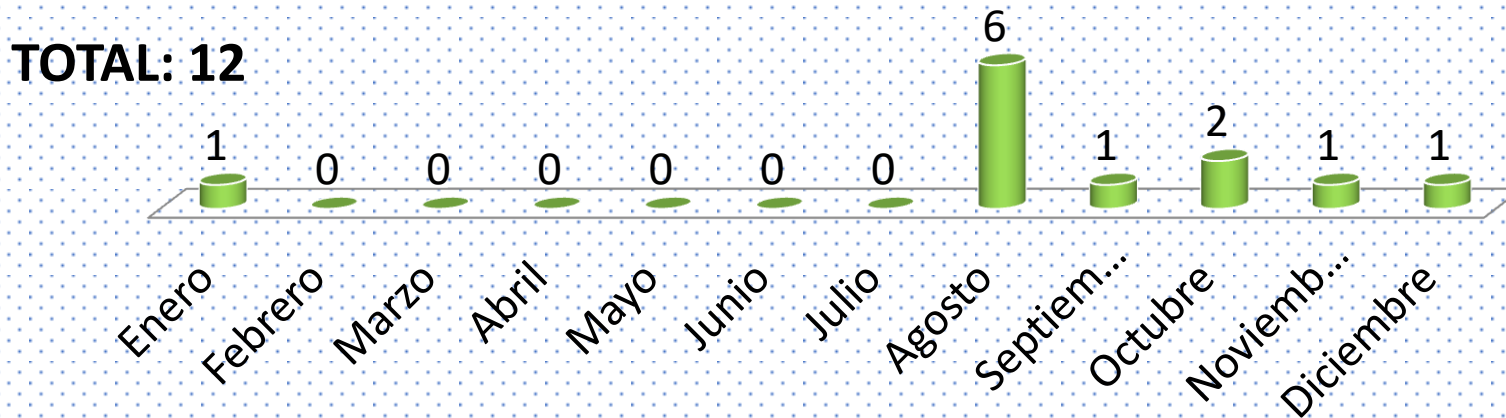 TOTAL: 12
1 0 0 0 0 0 0 6 1 2 1 1
Enero Febrero Marzo Abril Mayo Junio Julio Agosto Septiem... Octubre Noviemb... Diciembre